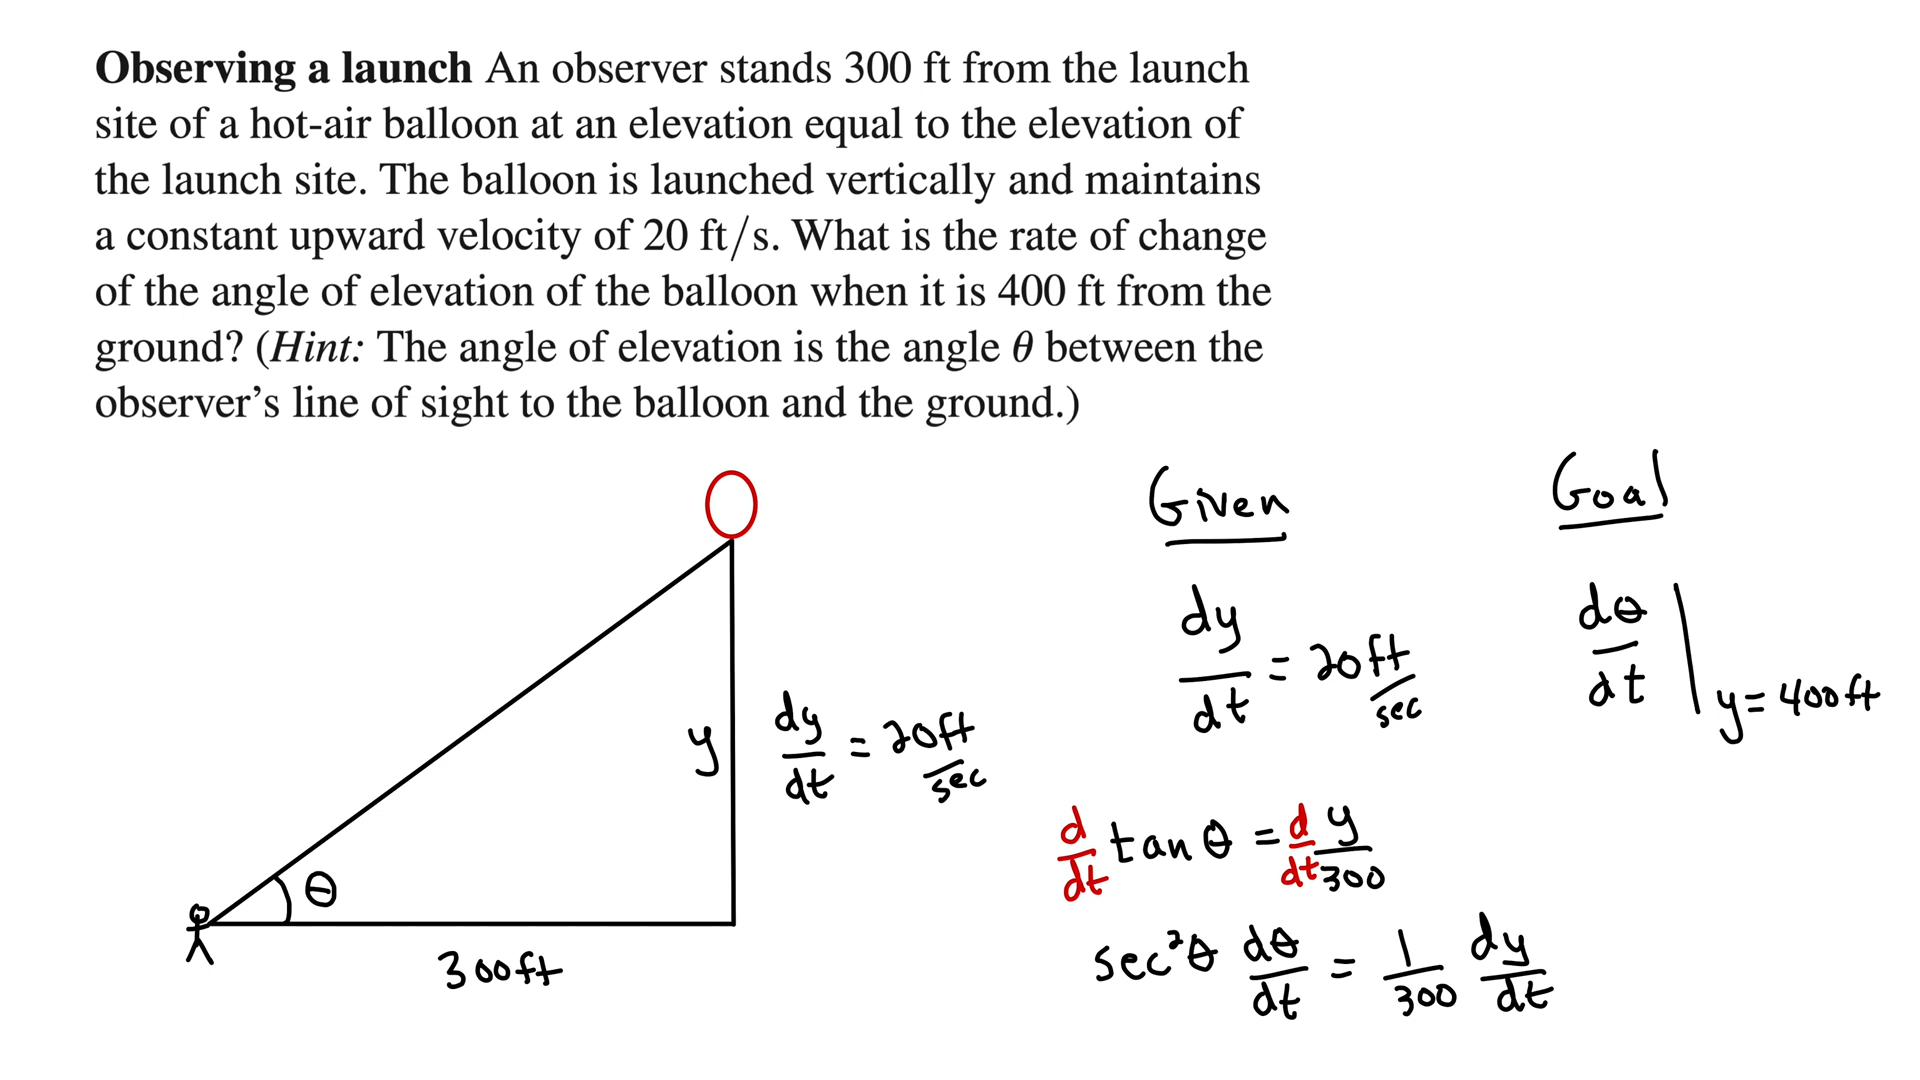 Observing a launch An observer stands 300 ft from the launch
site of a hot-air balloon at an elevation equal to the elevation of
the launch site. The balloon is launched vertically and maintains
a constant upward velocity of 20 ft/s. What is the rate of change
of the angle of elevation of the balloon when it is 400 ft from the
ground? (Hint: The angle of elevation is the angle θ between the
observer’s line of sight to the balloon and the ground.)
θ
300ft
y
dy/dt = 20ft/sec
Given
dy/dt = 20ft/sec
Goal
dθ/dt | y=400ft
d/dt tan θ = d/dt y/300
sec²θ dθ/dt = 1/300 dy/dt